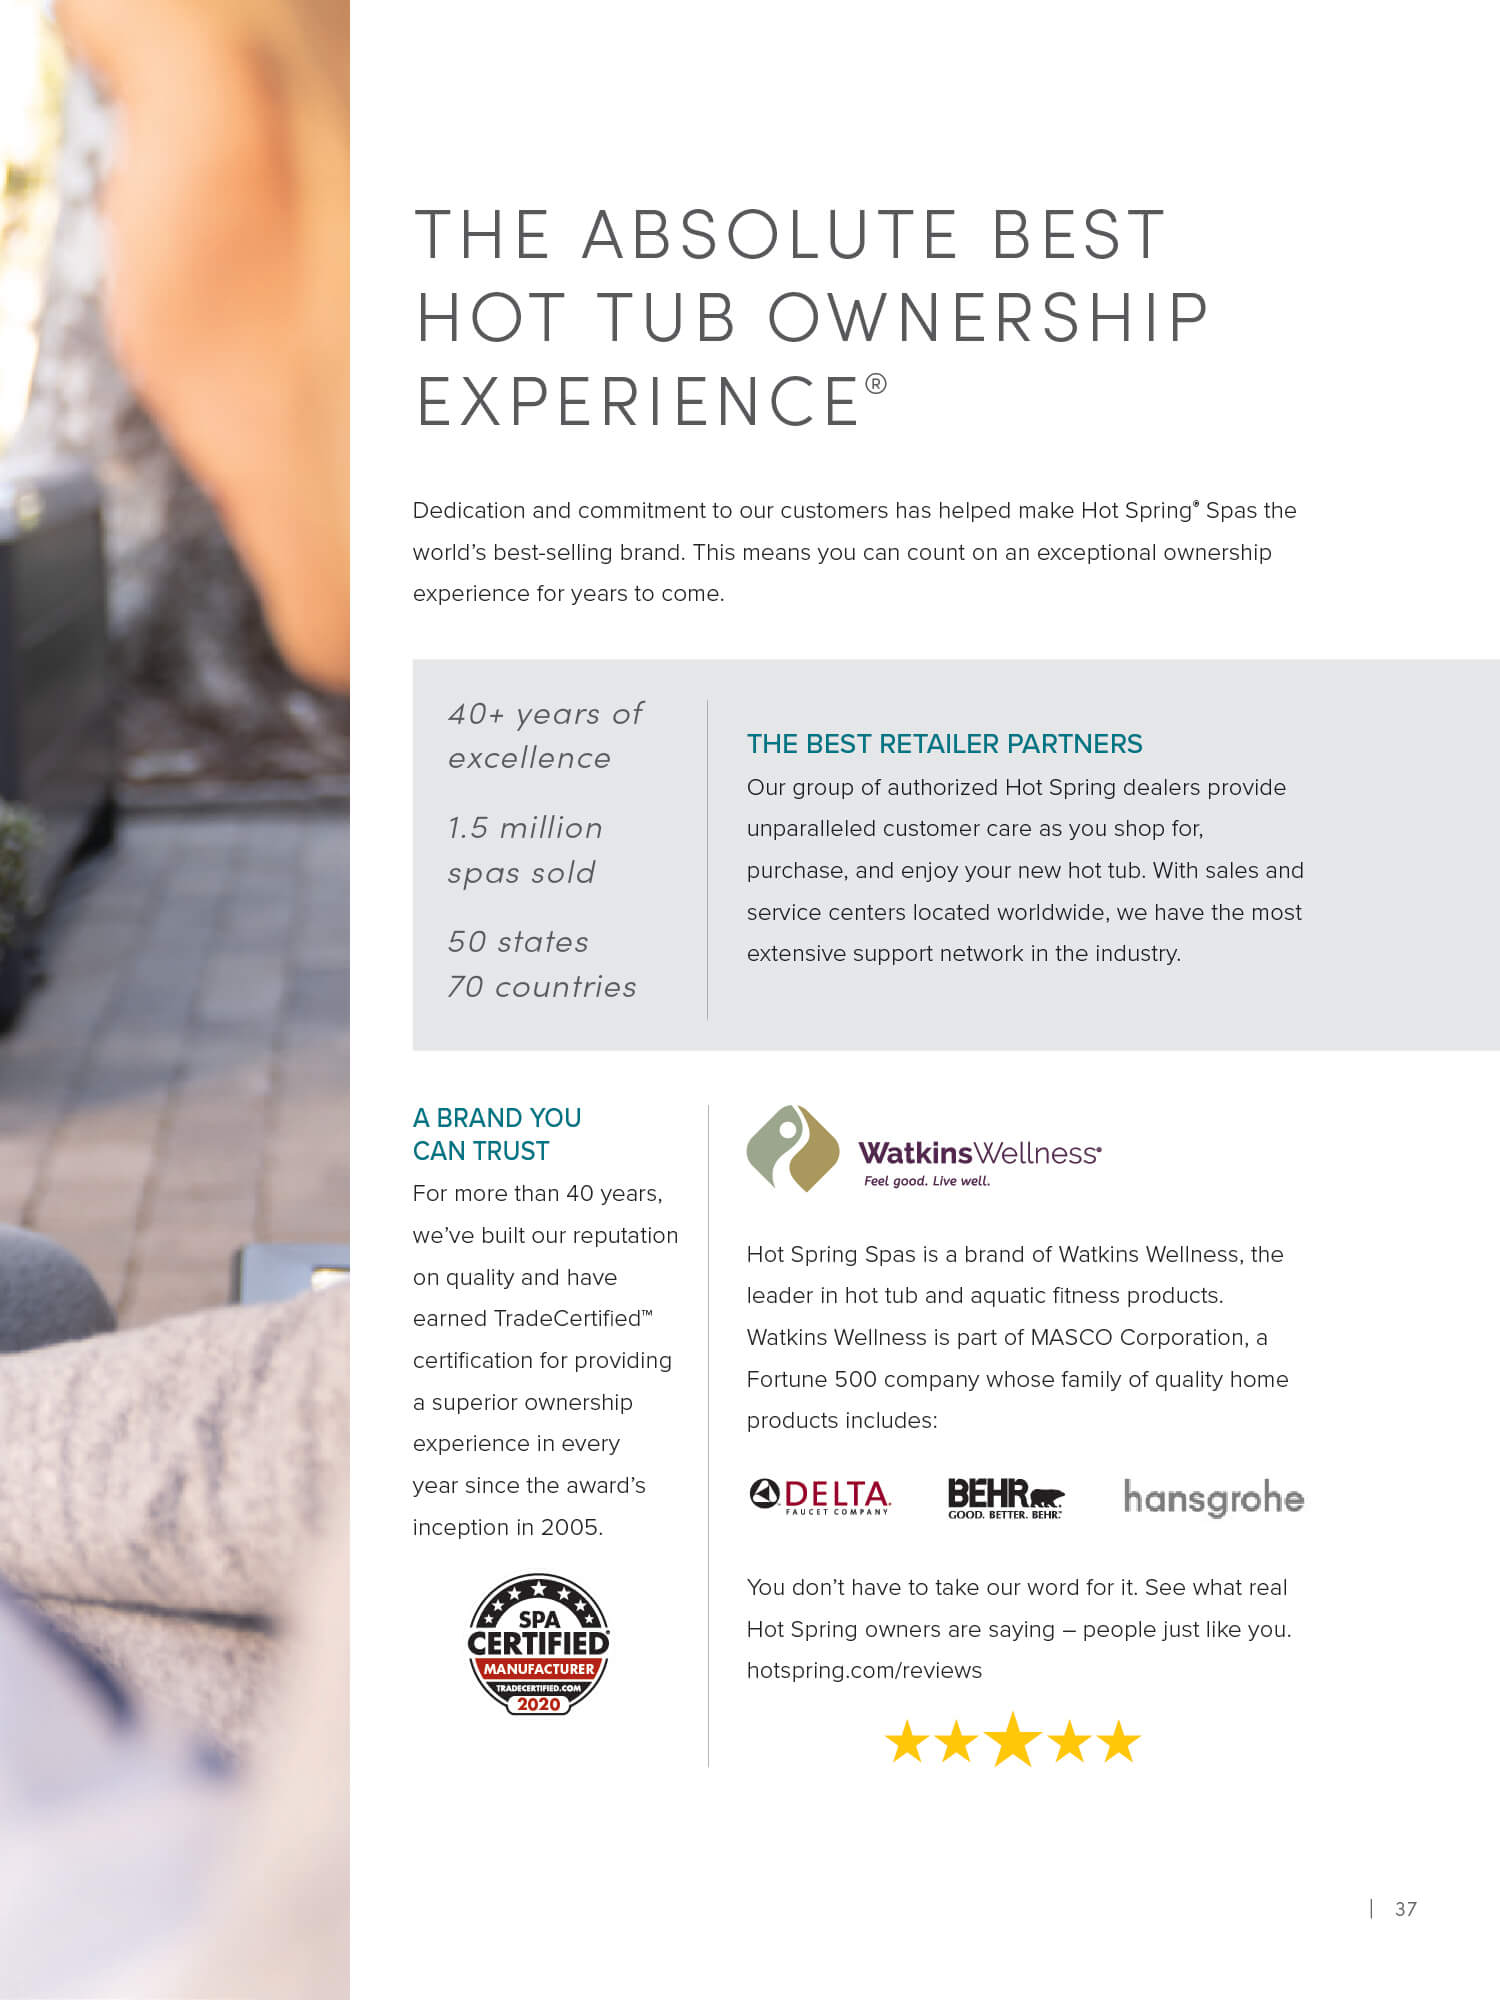 THE ABSOLUTE BEST
HOT TUB OWNERSHIP
EXPERIENCE®
Dedication and commitment to our customers has helped make Hot Spring® Spas the
world's best-selling brand. This means you can count on an exceptional ownership
experience for years to come.
40+ years of
excellence
1.5 million
spas sold
50 states
70 countries
THE BEST RETAILER PARTNERS
Our group of authorized Hot Spring dealers provide
unparalleled customer care as you shop for,
purchase, and enjoy your new hot tub. With sales and
service centers located worldwide, we have the most
extensive support network in the industry.
A BRAND YOU
CAN TRUST
For more than 40 years,
we've built our reputation
on quality and have
earned TradeCertified™
certification for providing
a superior ownership
experience in every
year since the award's
inception in 2005.
SPA
CERTIFIED®
MANUFACTURER
TRADECERTIFIED.COM
2020
WatkinsWellness®
Feel good. Live well.
Hot Spring Spas is a brand of Watkins Wellness, the
leader in hot tub and aquatic fitness products.
Watkins Wellness is part of MASCO Corporation, a
Fortune 500 company whose family of quality home
products includes:
DELTA
FAUCET COMPANY
BEHR
GOOD. BETTER. BEHR.®
hansgrohe
You don't have to take our word for it. See what real
Hot Spring owners are saying – people just like you.
hotspring.com/reviews
| 37